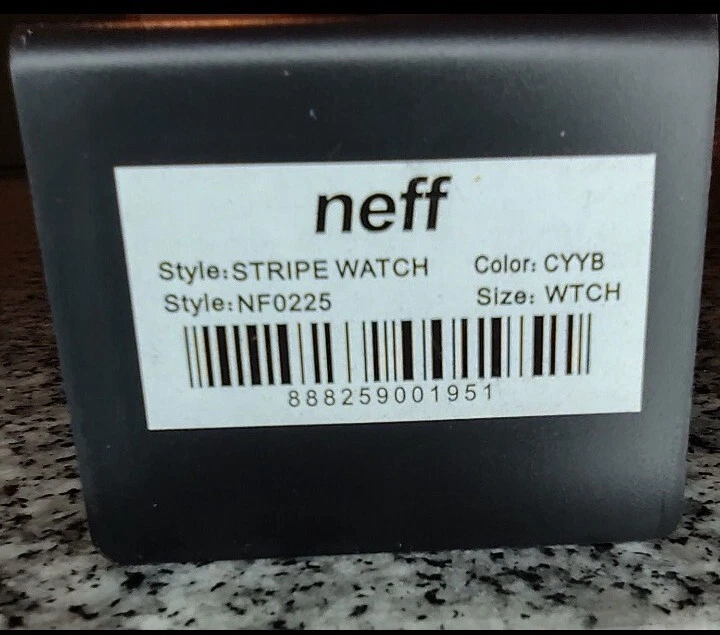 neff
Style:STRIPE WATCH Color: CYYB
Style:NF0225 Size: WTCH
888259001951